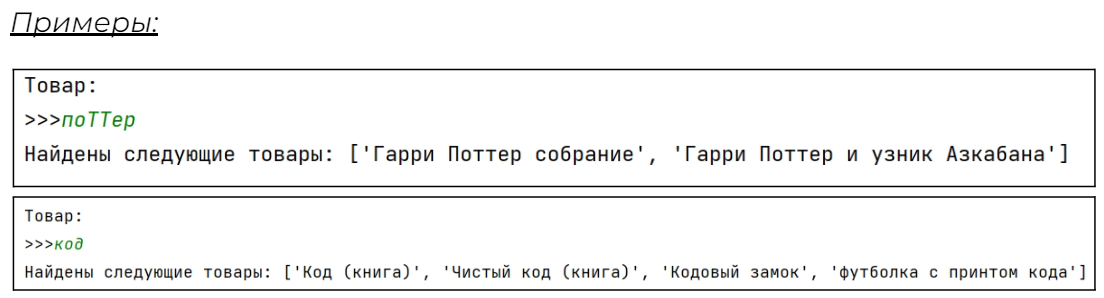 Примеры:
Товар:
>>>поТТер
Найдены следующие товары: ['Гарри Поттер собрание', 'Гарри Поттер и узник Азкабана']
Товар:
>>>код
Найдены следующие товары: ['Код (книга)', 'Чистый код (книга)', 'Кодовый замок', 'футболка с принтом кода']